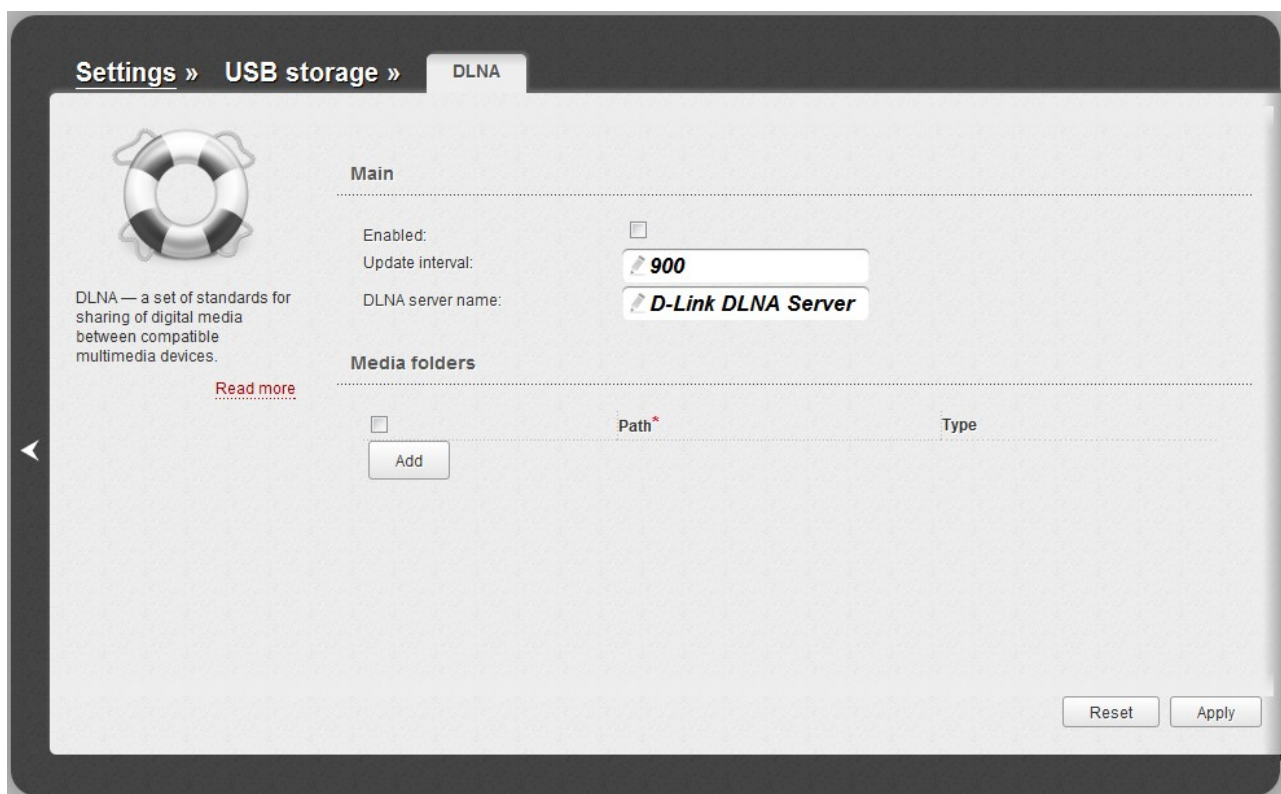 Settings » USB storage » DLNA
DLNA — a set of standards for
sharing of digital media
between compatible
multimedia devices.
Read more
Main
Enabled:
Update interval: 900
DLNA server name: D-Link DLNA Server
Media folders
Path* Type
Add
Reset Apply